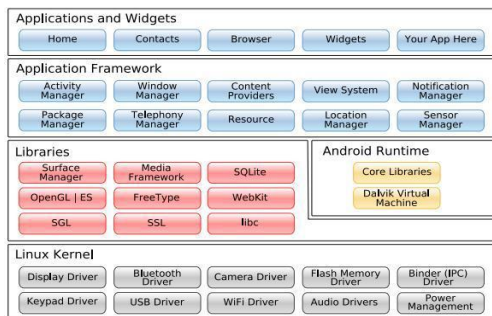 Applications and Widgets
Home Contacts Browser Widgets Your App Here
Application Framework
Activity Manager Window Manager Content Providers View System Notification Manager
Package Manager Telephony Manager Resource Location Manager Sensor Manager
Libraries
Surface Manager Media Framework SQLite
OpenGL | ES FreeType WebKit
SGL SSL libc
Android Runtime
Core Libraries
Dalvik Virtual Machine
Linux Kernel
Display Driver Bluetooth Driver Camera Driver Flash Memory Driver Binder (IPC) Driver
Keypad Driver USB Driver WiFi Driver Audio Drivers Power Management